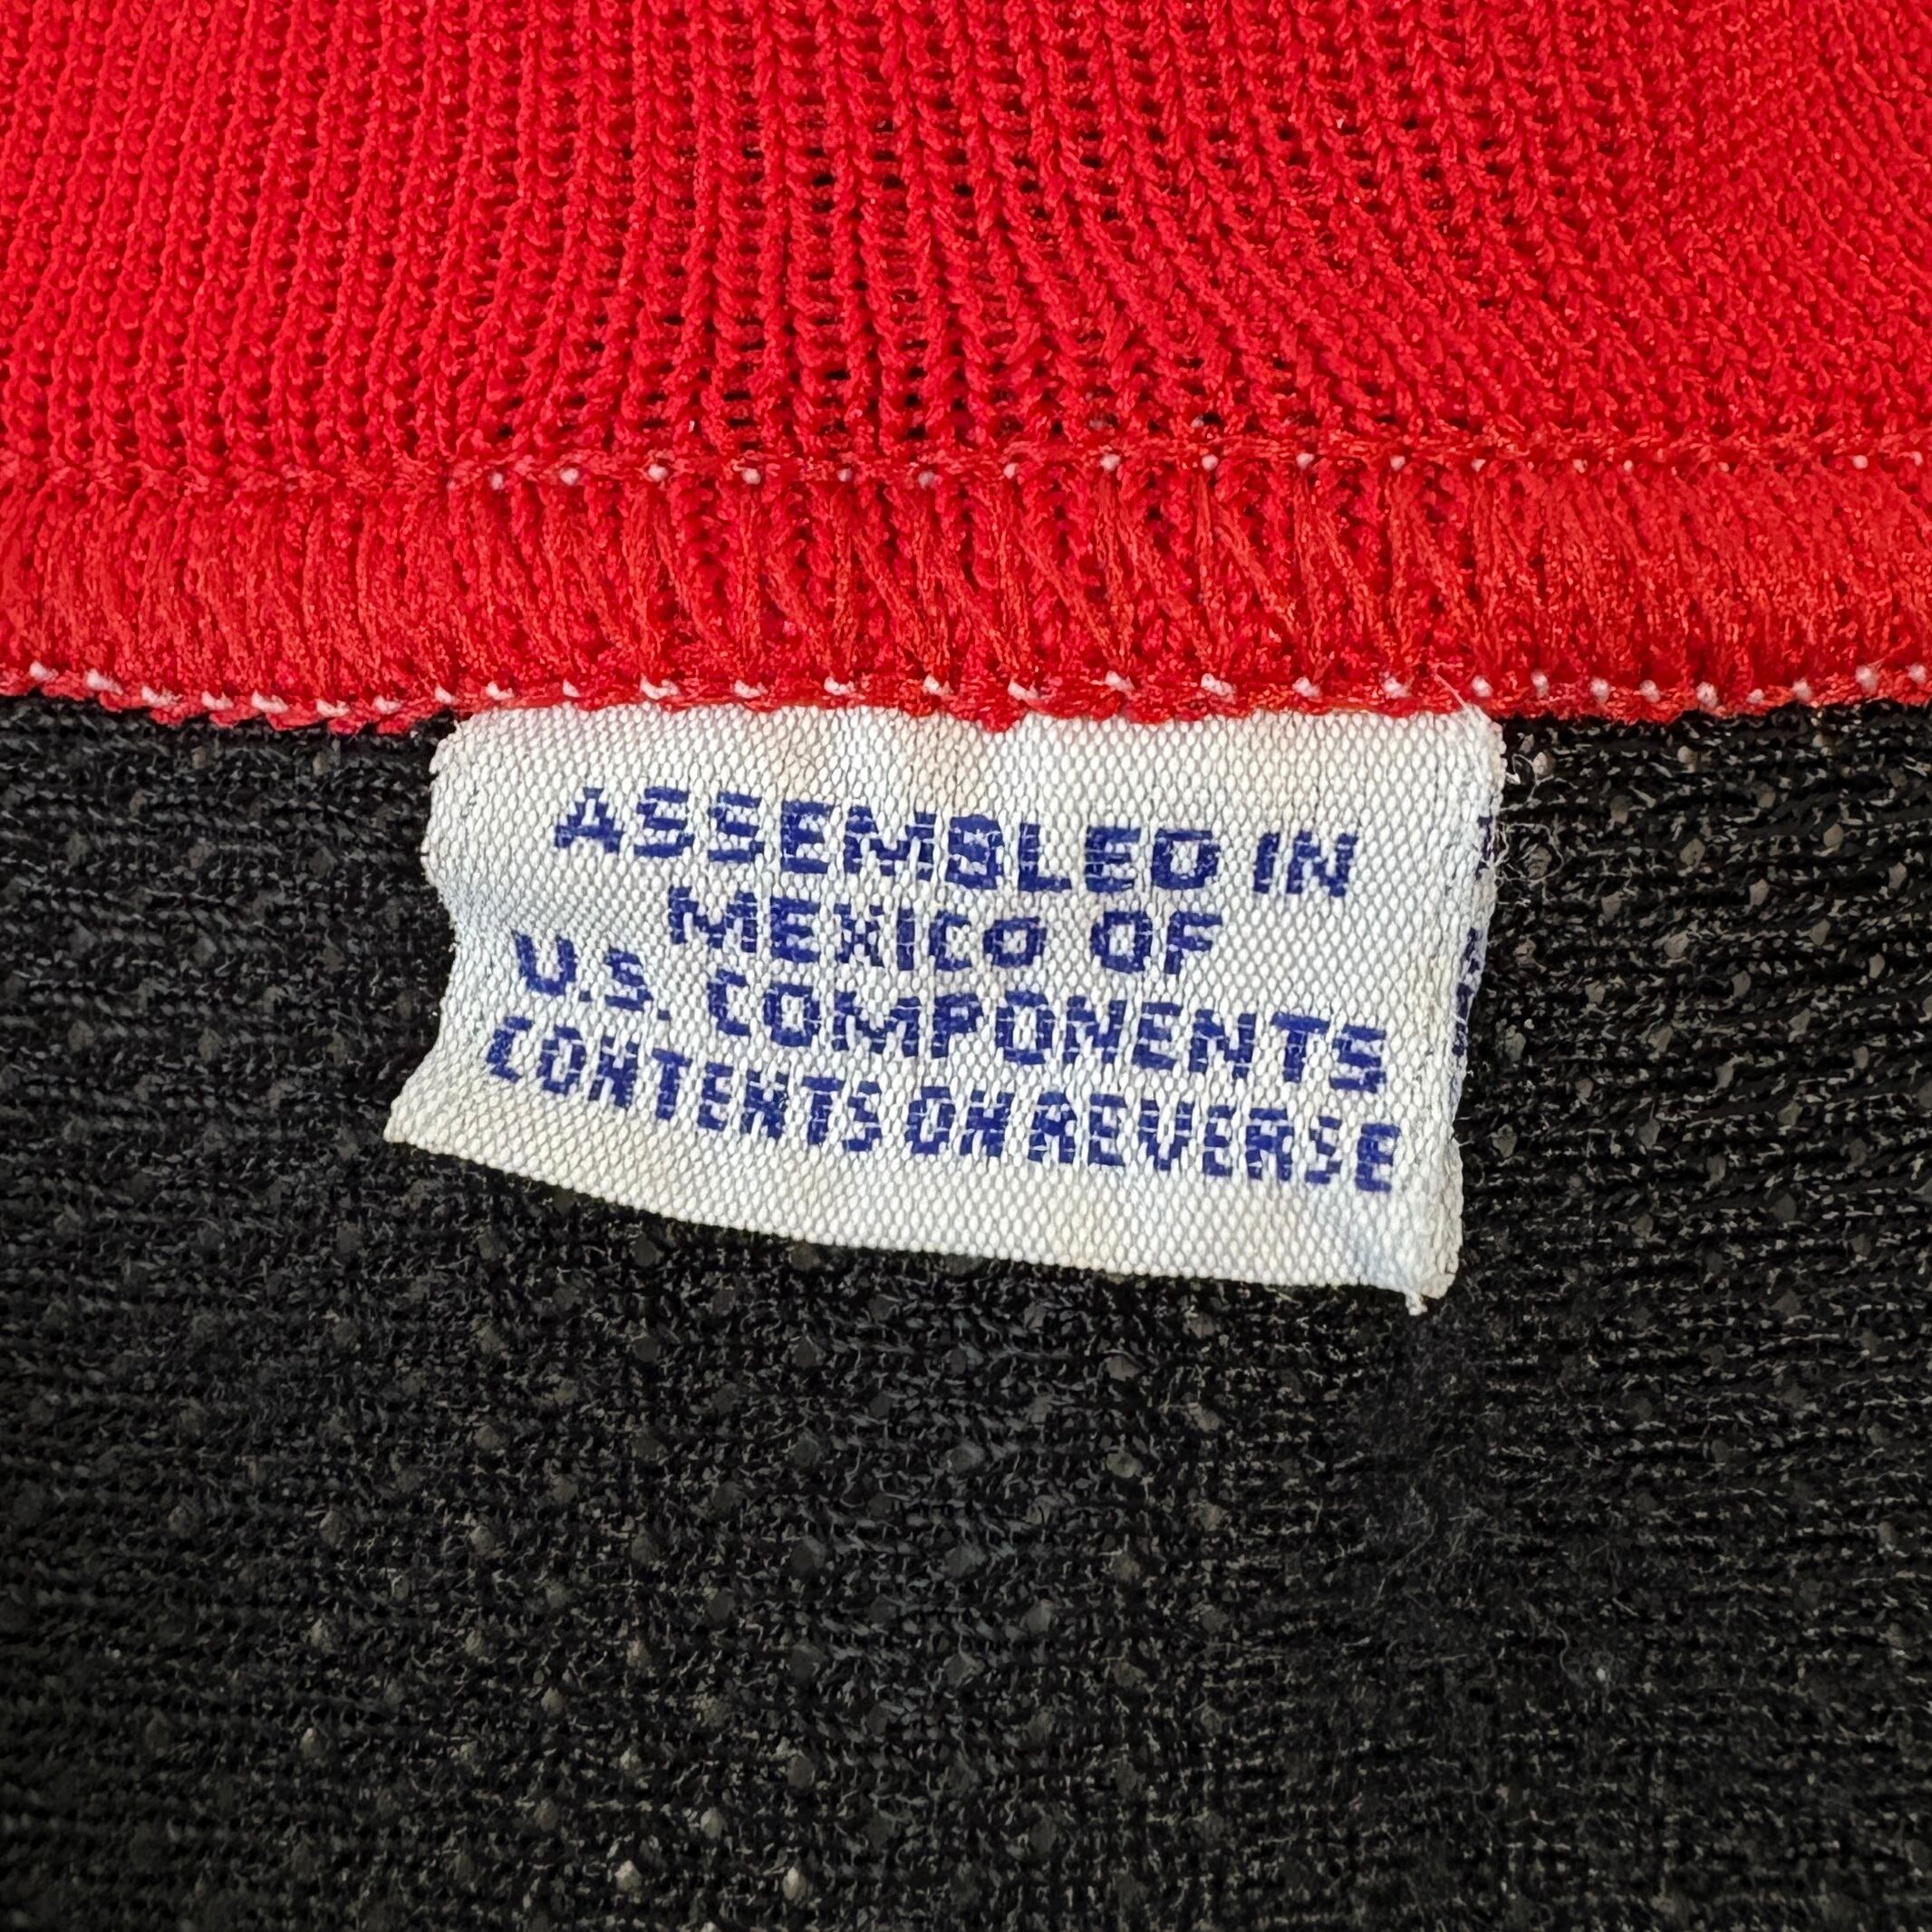 ASSEMBLED IN
MEXICO OF
U.S. COMPONENTS
CONTENTS ON REVERSE